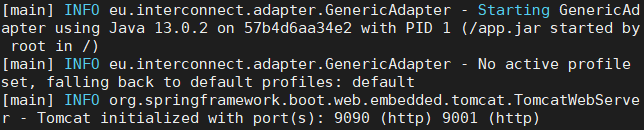 [main] INFO eu.interconnect.adapter.GenericAdapter - Starting GenericAd
apter using Java 13.0.2 on 57b4d6aa34e2 with PID 1 (/app.jar started by
 root in /)
[main] INFO eu.interconnect.adapter.GenericAdapter - No active profile
set, falling back to default profiles: default
[main] INFO org.springframework.boot.web.embedded.tomcat.TomcatWebServe
r - Tomcat initialized with port(s): 9090 (http) 9001 (http)